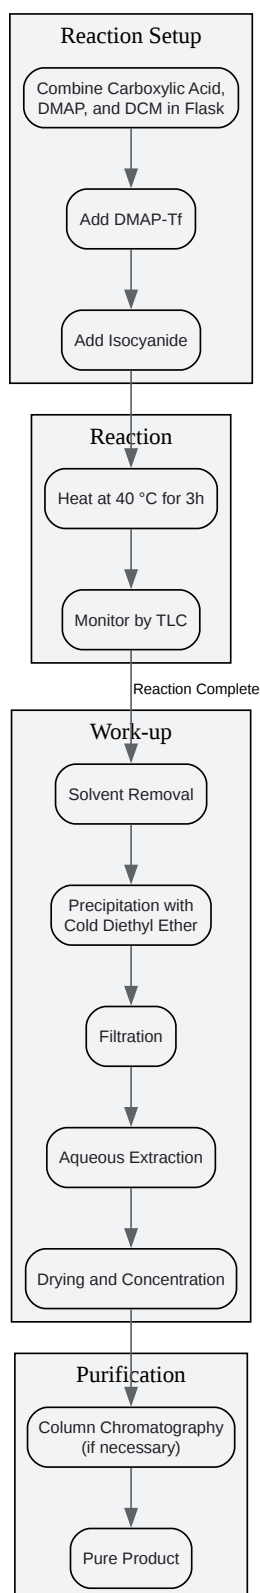 Reaction Setup
Combine Carboxylic Acid,
DMAP, and DCM in Flask
Add DMAP-Tf
Add Isocyanide
Reaction
Heat at 40 °C for 3h
Monitor by TLC
Reaction Complete
Work-up
Solvent Removal
Precipitation with
Cold Diethyl Ether
Filtration
Aqueous Extraction
Drying and Concentration
Purification
Column Chromatography
(if necessary)
Pure Product